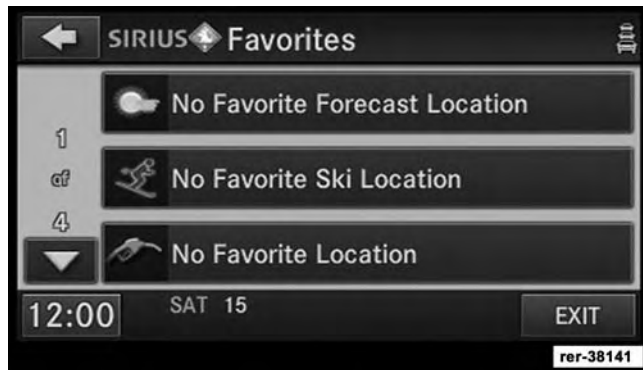 SIRIUS Favorites
No Favorite Forecast Location
1
of
4
No Favorite Ski Location
No Favorite Location
12:00
SAT 15
EXIT
rer-38141